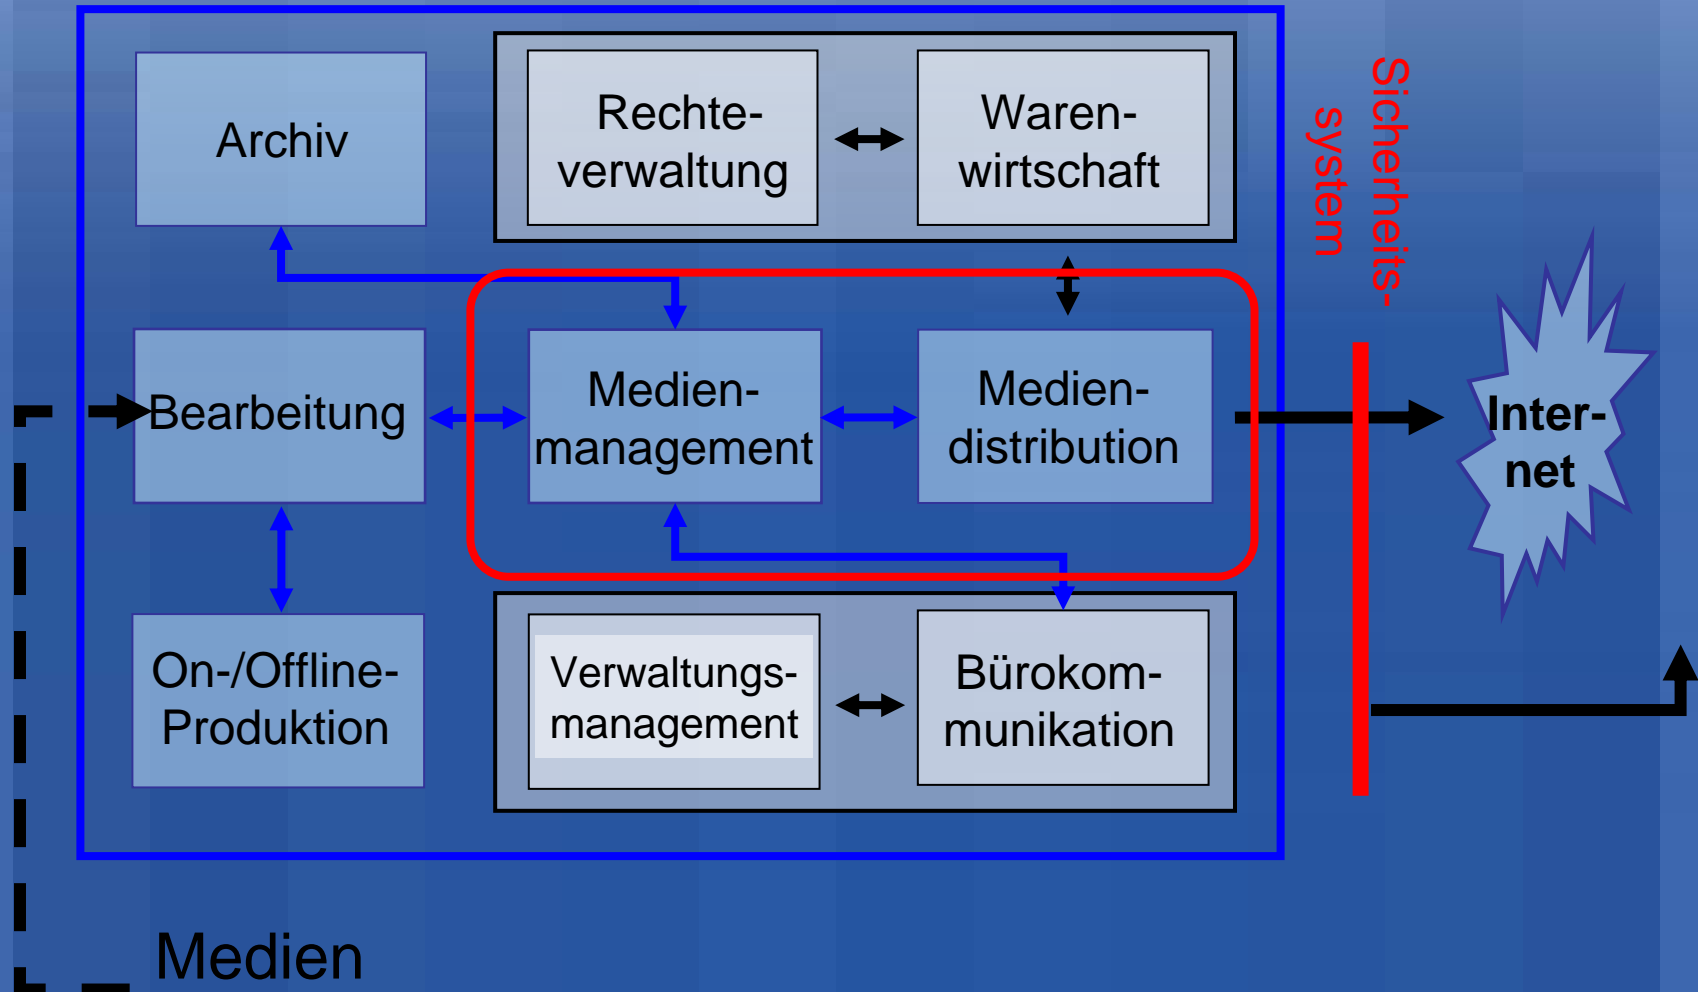 Archiv
Rechte-
verwaltung
Waren-
wirtschaft
Sicherheits-
system
Bearbeitung
Medien-
management
Medien-
distribution
Inter-
net
On-/Offline-
Produktion
Verwaltungs-
management
Bürokom-
munikation
Medien